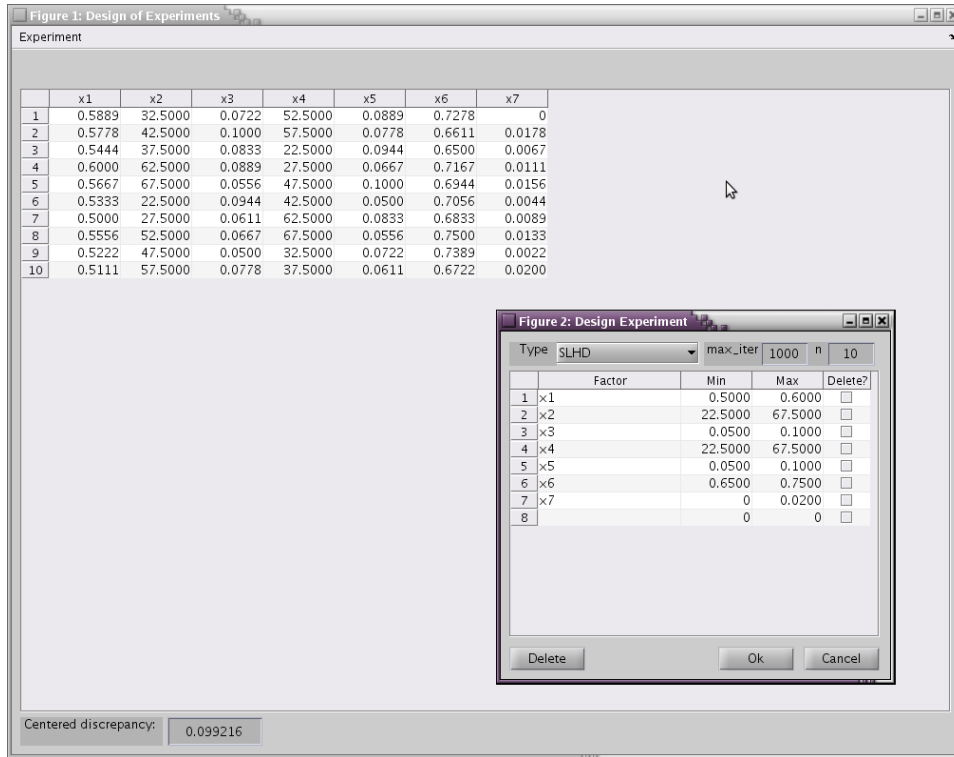 Figure 1: Design of Experiments
Experiment
x1 x2 x3 x4 x5 x6 x7
1 0.5889 32.5000 0.0722 52.5000 0.0889 0.7278 0
2 0.5778 42.5000 0.1000 57.5000 0.0778 0.6611 0.0178
3 0.5444 37.5000 0.0833 22.5000 0.0944 0.6500 0.0067
4 0.6000 62.5000 0.0889 27.5000 0.0667 0.7167 0.0111
5 0.5667 67.5000 0.0556 47.5000 0.1000 0.6944 0.0156
6 0.5333 22.5000 0.0944 42.5000 0.0500 0.7056 0.0044
7 0.5000 27.5000 0.0611 62.5000 0.0833 0.6833 0.0089
8 0.5556 52.5000 0.0667 67.5000 0.0556 0.7500 0.0133
9 0.5222 47.5000 0.0500 32.5000 0.0722 0.7389 0.0022
10 0.5111 57.5000 0.0778 37.5000 0.0611 0.6722 0.0200
Figure 2: Design Experiment
Type SLHD max_iter 1000 n 10
Factor Min Max Delete?
1 x1 0.5000 0.6000
2 x2 22.5000 67.5000
3 x3 0.0500 0.1000
4 x4 22.5000 67.5000
5 x5 0.0500 0.1000
6 x6 0.6500 0.7500
7 x7 0 0.0200
8 0 0
Delete Ok Cancel
Centered discrepancy: 0.099216